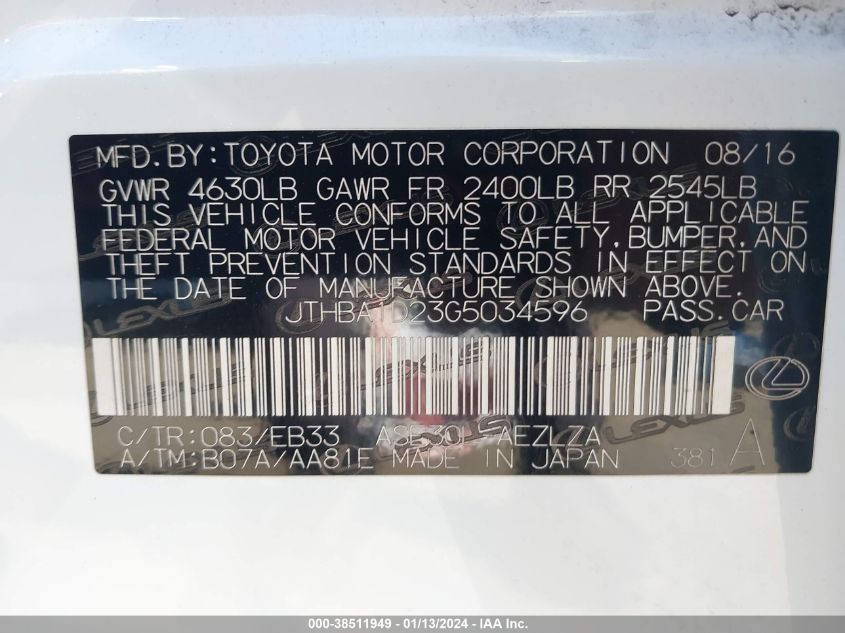 MFD.BY:TOYOTA MOTOR CORPORATION 08/16
GVWR 4630LB GAWR FR 2400LB RR 2545LB
THIS VEHICLE CONFORMS TO ALL APPLICABLE
FEDERAL MOTOR VEHICLE SAFETY,BUMPER,AND
THEFT PREVENTION STANDARDS IN EFFECT ON
THE DATE OF MANUFACTURE SHOWN ABOVE.
JTHBA1D23G5034596 PASS.CAR
C/TR:083/EB33 ASE30L AEZLZA
A/TM:B07A/AA81E MADE IN JAPAN 381 A
LEXUS
000-38511949 - 01/13/2024 - IAA Inc.